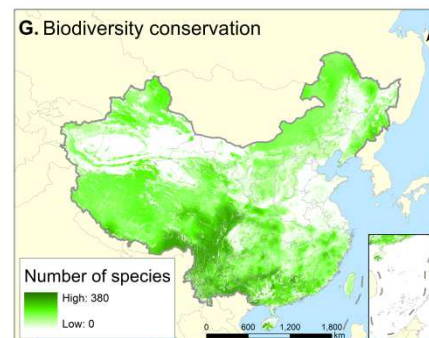 G. Biodiversity conservation
Number of species
High: 380
Low: 0
0 600 1,200 1,800
km